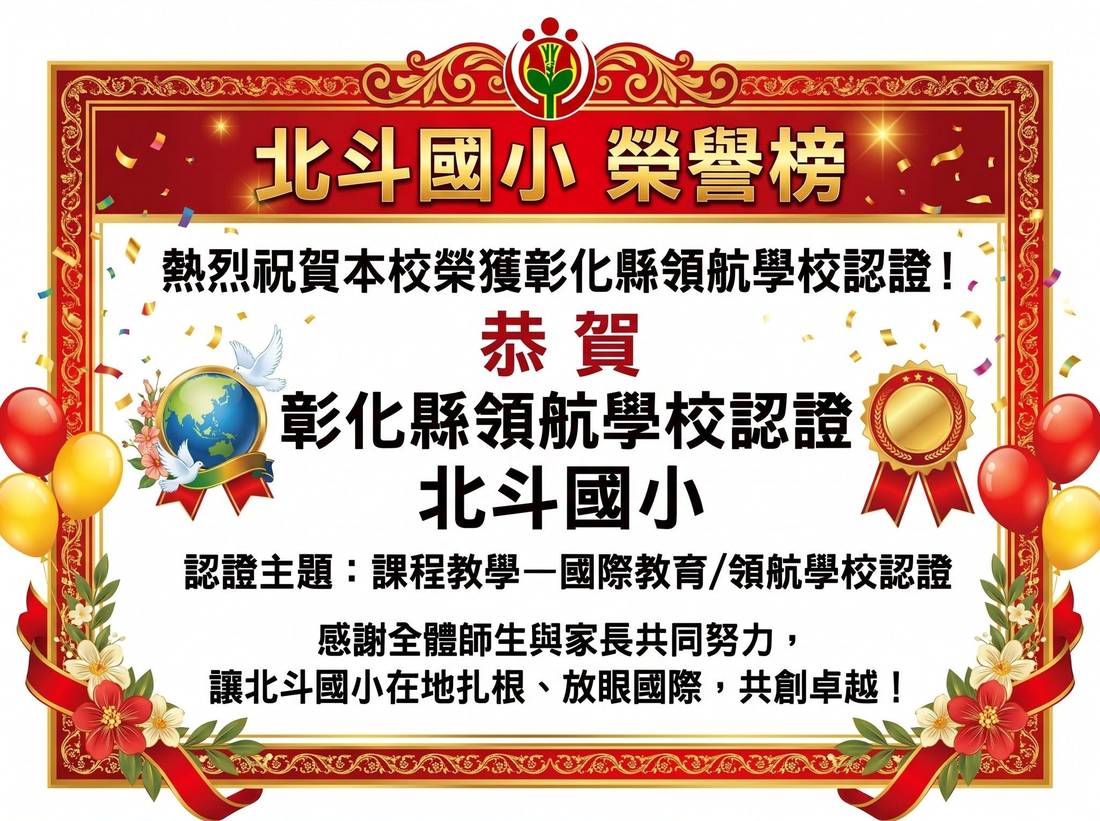 北斗國小 榮譽榜
熱烈祝賀本校榮獲彰化縣領航學校認證！
恭賀
彰化縣領航學校認證
北斗國小
認證主題：課程教學－國際教育/領航學校認證
感謝全體師生與家長共同努力，
讓北斗國小在地扎根、放眼國際，共創卓越！